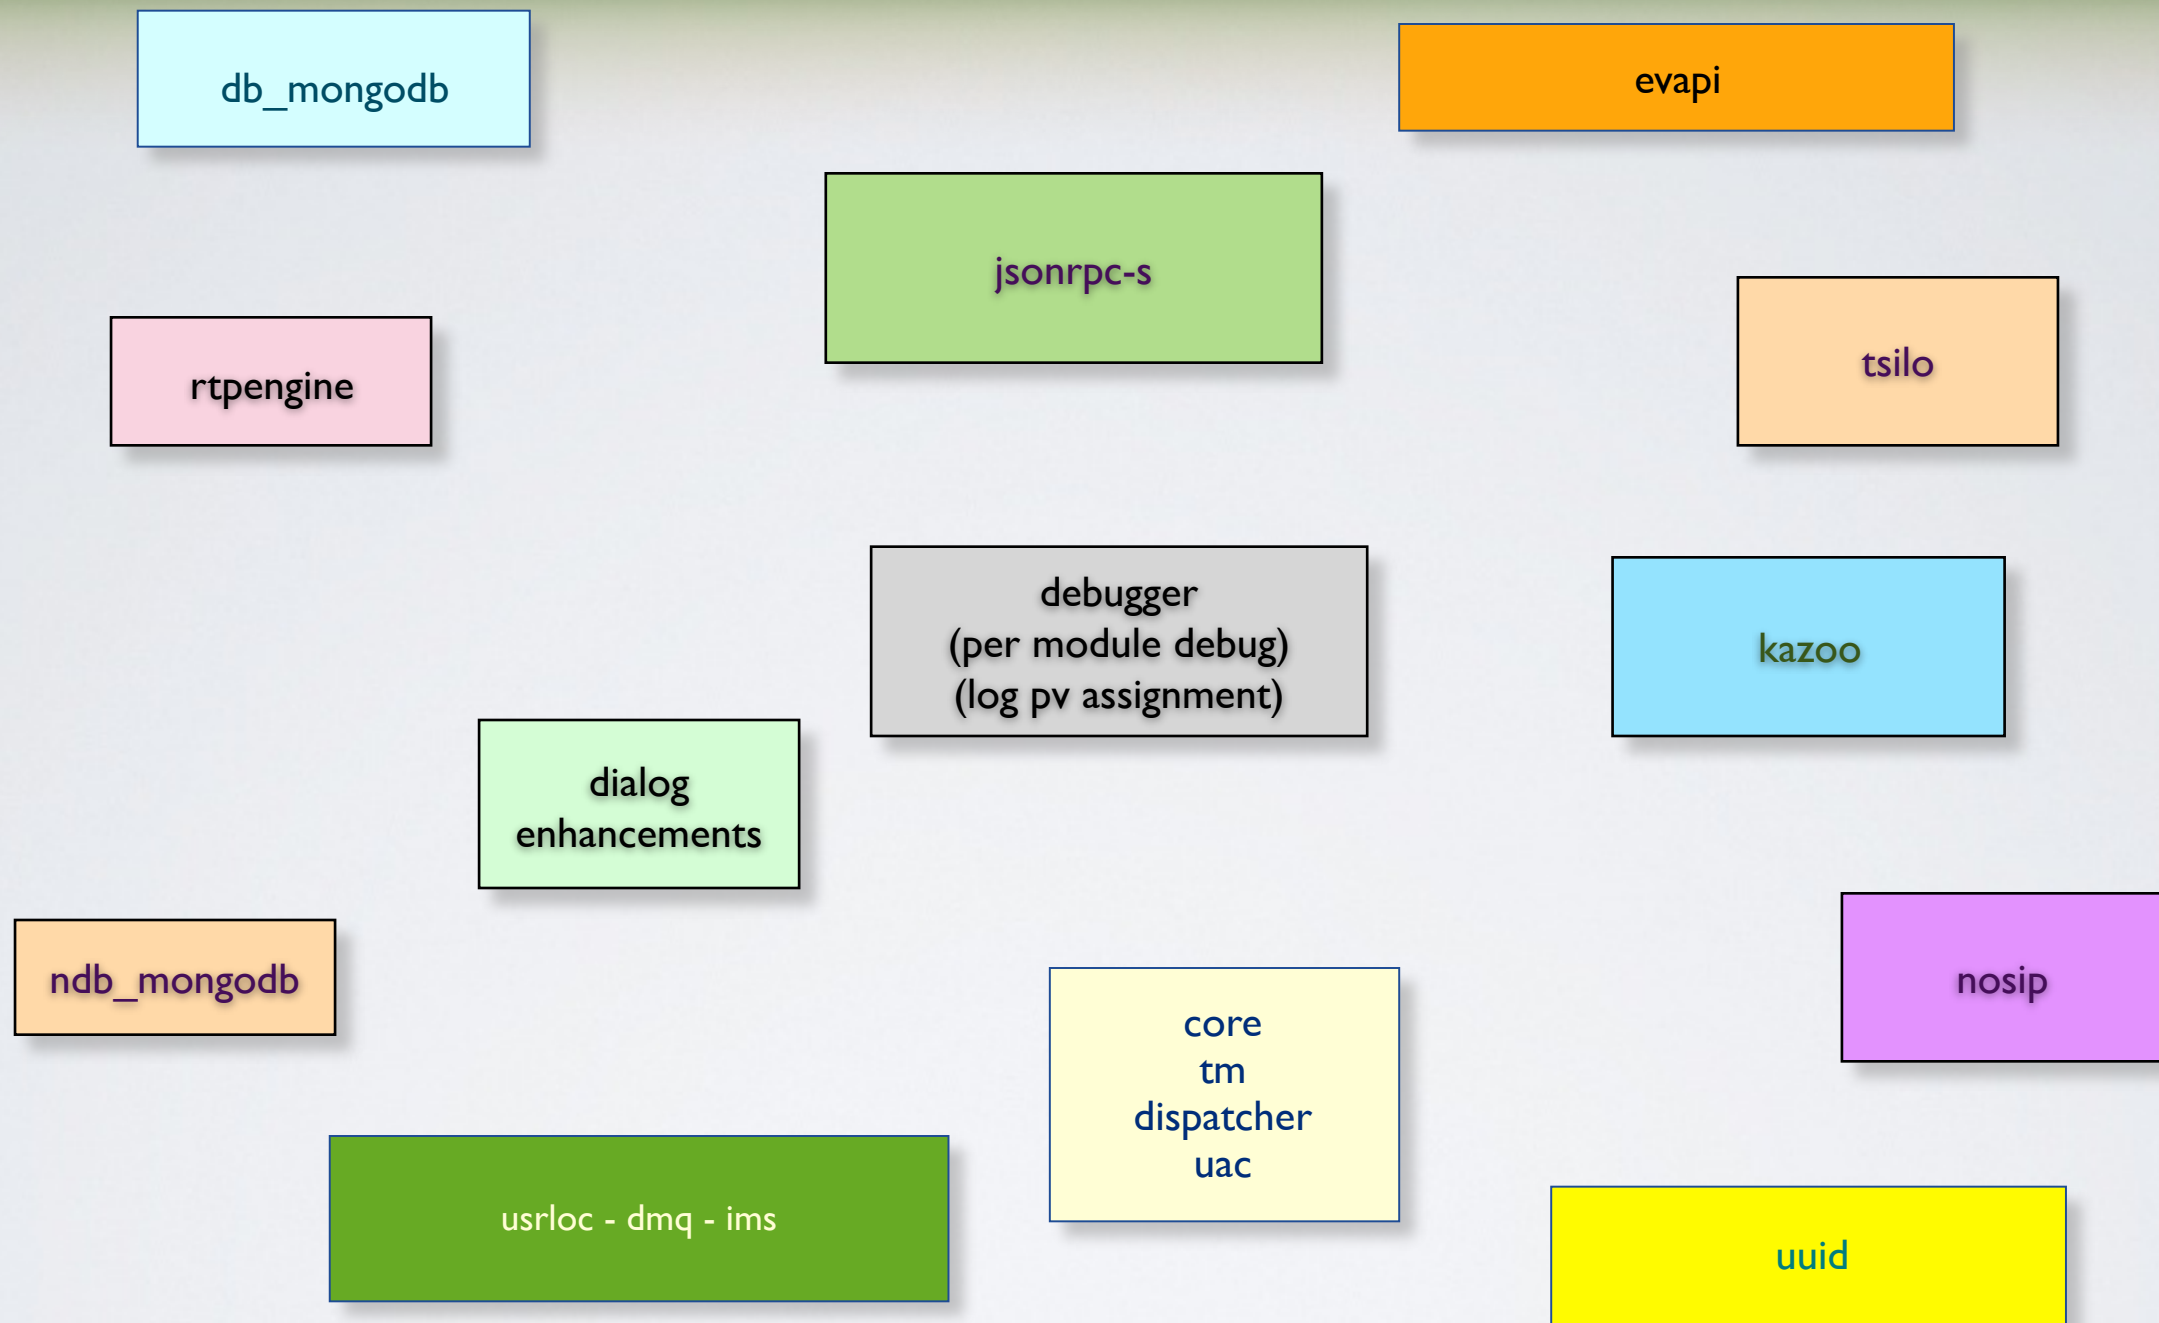 db_mongodb
evapi
jsonrpc-s
tsilo
rtpengine
debugger
(per module debug)
(log pv assignment)
kazoo
dialog
enhancements
ndb_mongodb
nosip
core
tm
dispatcher
uac
usrloc - dmq - ims
uuid